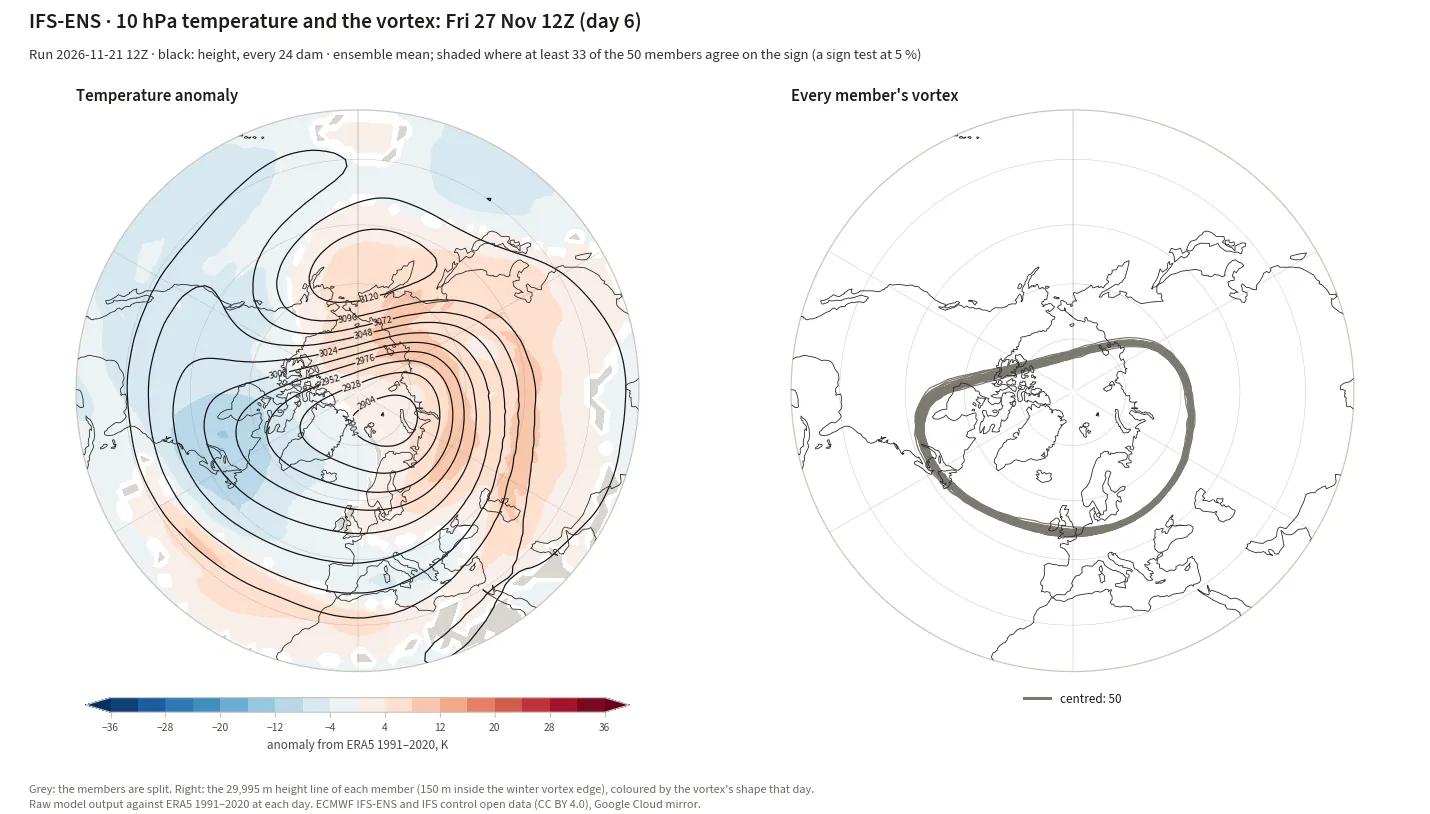 IFS-ENS · 10 hPa temperature and the vortex: Fri 27 Nov 12Z (day 6)
Run 2026-11-21 12Z · black: height, every 24 dam · ensemble mean; shaded where at least 33 of the 50 members agree on the sign (a sign test at 5 %)
Temperature anomaly
Every member's vortex
3120
3096
3072
3048
3024
2976
2952
2928
2904
centred: 50
−36 −28 −20 −12 −4 4 12 20 28 36
anomaly from ERA5 1991–2020, K
Grey: the members are split. Right: the 29,995 m height line of each member (150 m inside the winter vortex edge), coloured by the vortex's shape that day.
Raw model output against ERA5 1991–2020 at each day. ECMWF IFS-ENS and IFS control open data (CC BY 4.0), Google Cloud mirror.